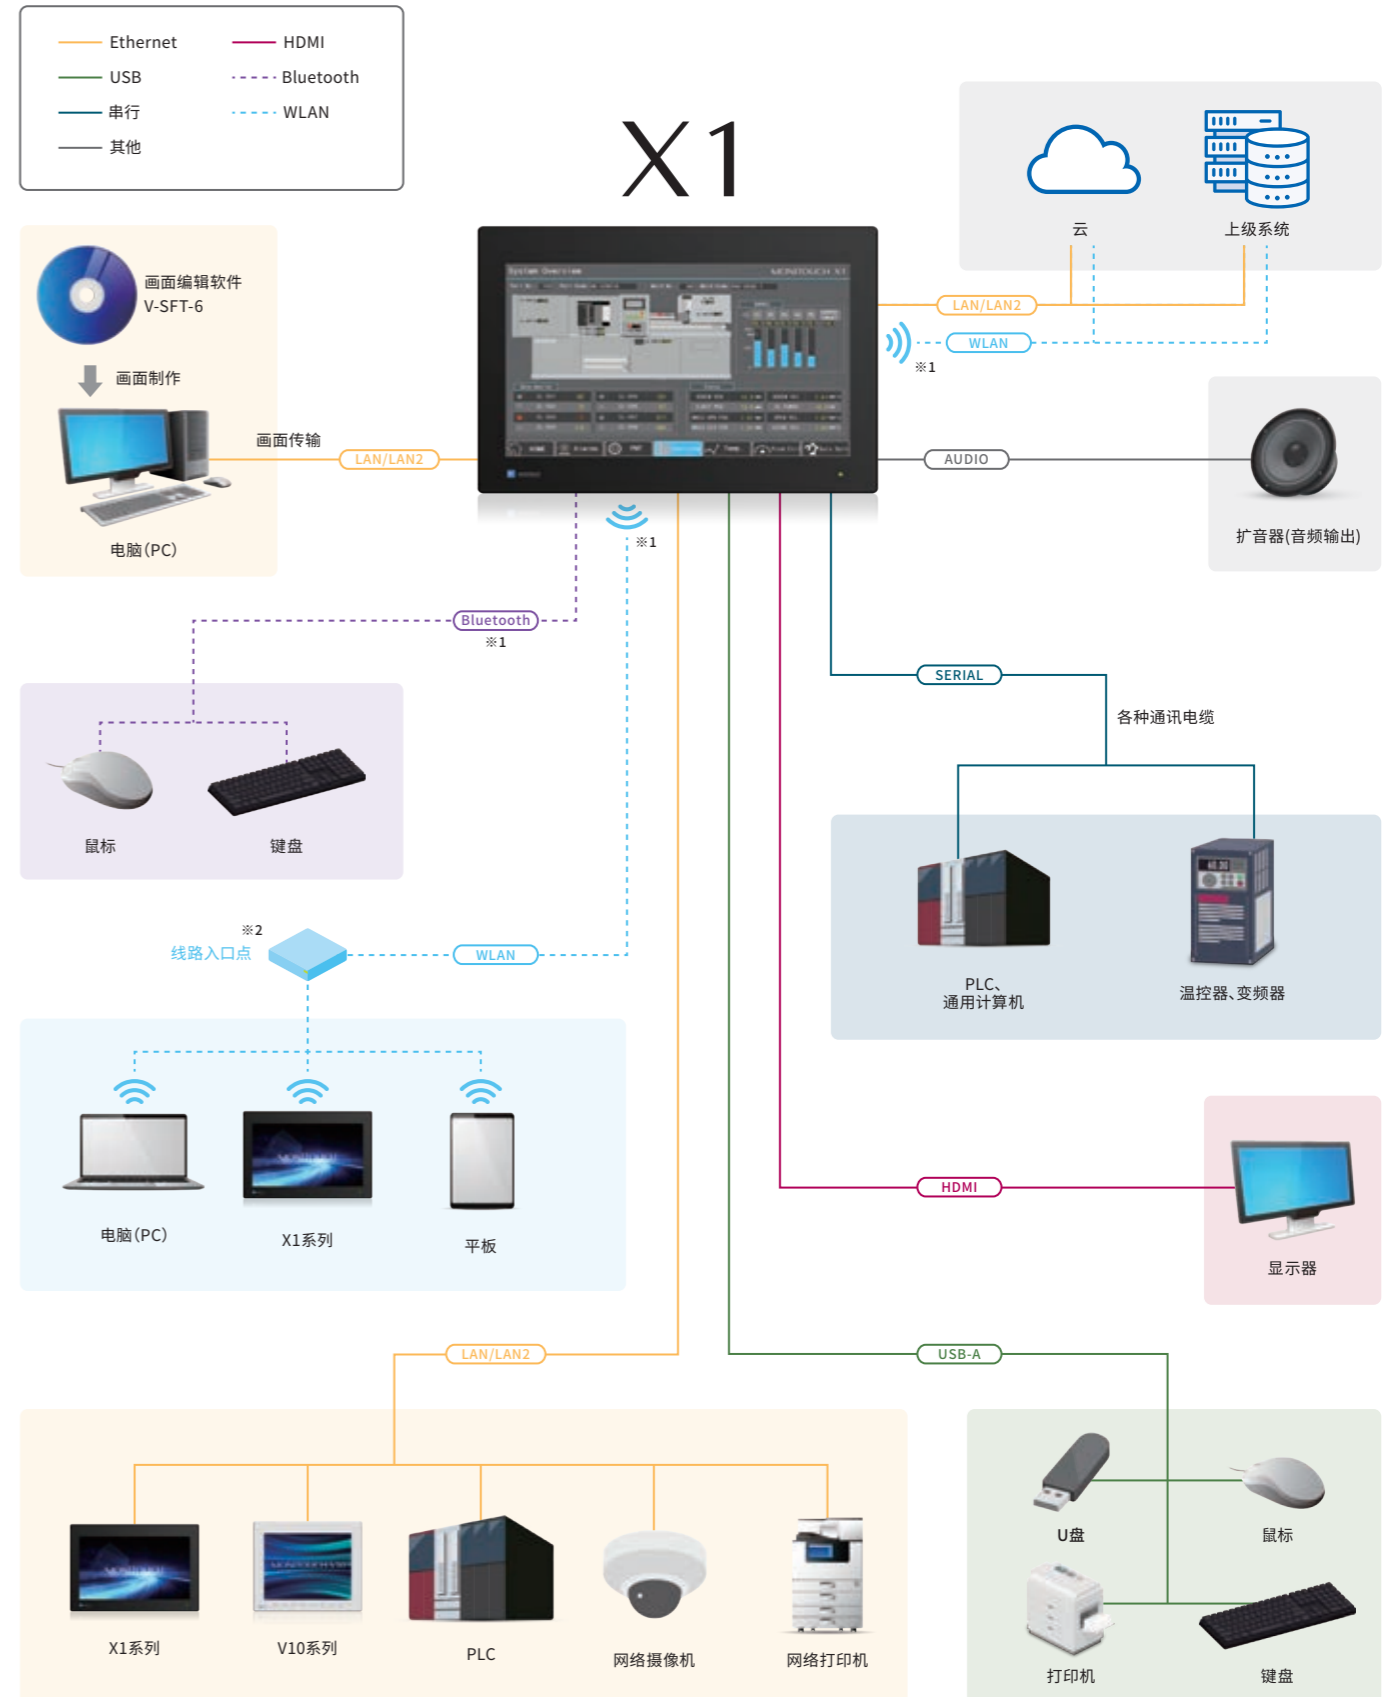 Ethernet
HDMI
USB
Bluetooth
串行
WLAN
其他
X1
云
上级系统
画面编辑软件
V-SFT-6
画面制作
画面传输
LAN/LAN2
电脑(PC)
System Overview
MONITOUCH X1
LAN/LAN2
WLAN
※1
AUDIO
扩音器(音频输出)
※1
Bluetooth
※1
SERIAL
各种通讯电缆
鼠标
键盘
※2
线路入口点
WLAN
PLC、
通用计算机
温控器、变频器
电脑(PC)
X1系列
平板
HDMI
显示器
LAN/LAN2
USB-A
X1系列
V10系列
PLC
网络摄像机
网络打印机
U盘
鼠标
打印机
键盘